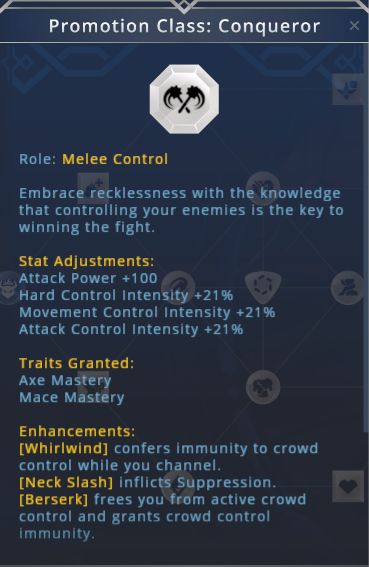 Promotion Class: Conqueror
Role: Melee Control
Embrace recklessness with the knowledge
that controlling your enemies is the key to
winning the fight.
Stat Adjustments:
Attack Power +100
Hard Control Intensity +21%
Movement Control Intensity +21%
Attack Control Intensity +21%
Traits Granted:
Axe Mastery
Mace Mastery
Enhancements:
[Whirlwind] confers immunity to crowd
control while you channel.
[Neck Slash] inflicts Suppression.
[Berserk] frees you from active crowd
control and grants crowd control
immunity.